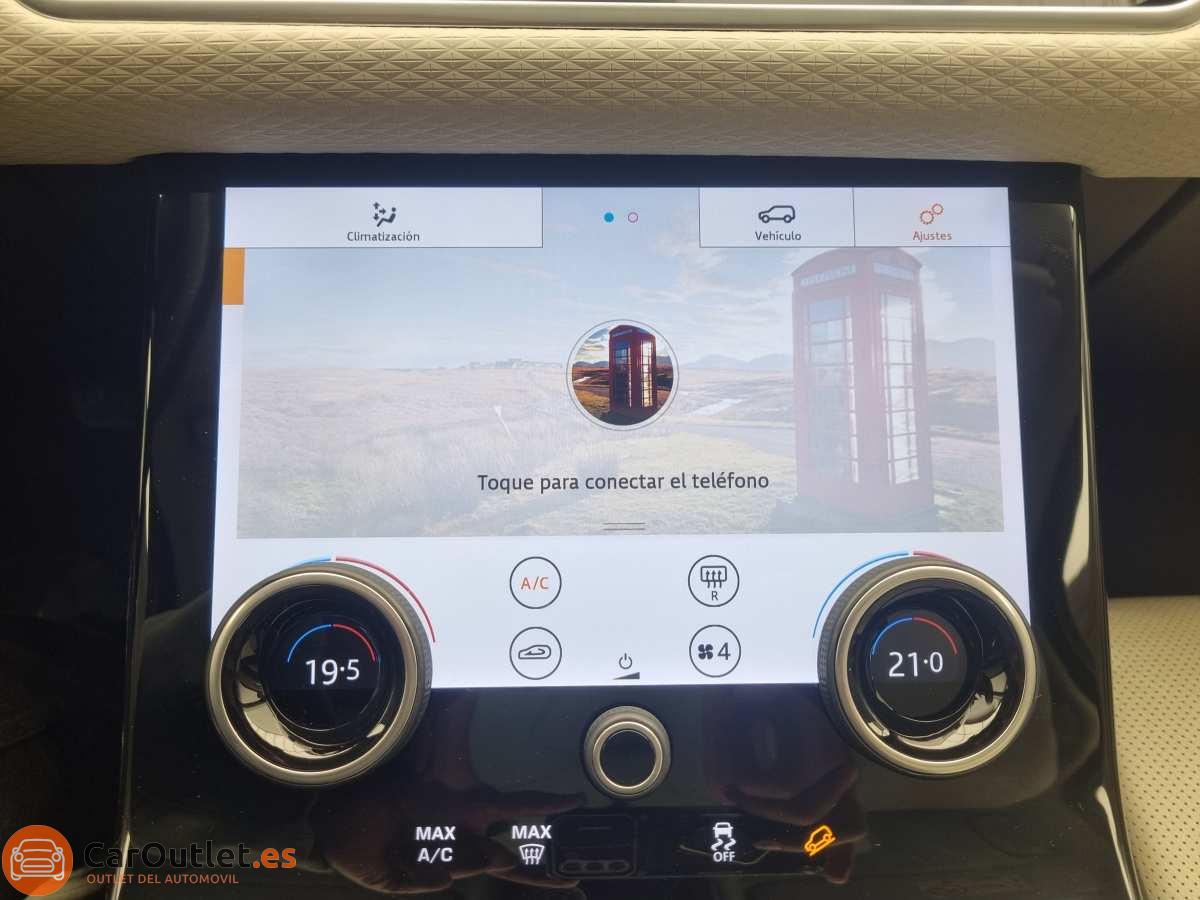 Climatización
Vehículo
Ajustes
TELEPHONE
Toque para conectar el teléfono
A/C
R
4
19.5
21.0
MAX
A/C
MAX
OFF
CarOutlet.es
OUTLET DEL AUTOMOVIL